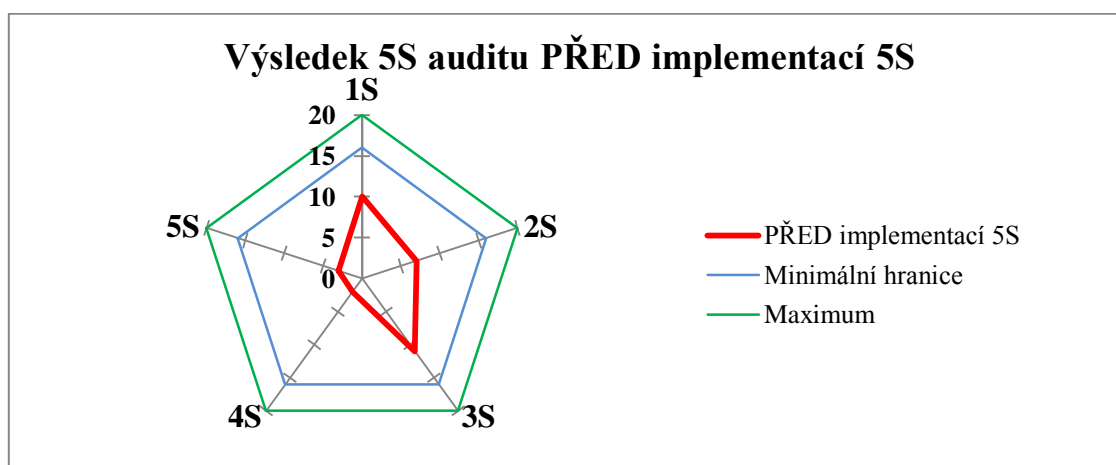 Výsledek 5S auditu PŘED implementací 5S
1S
20
15
10
5
0
2S
3S
4S
5S
PŘED implementací 5S
Minimální hranice
Maximum